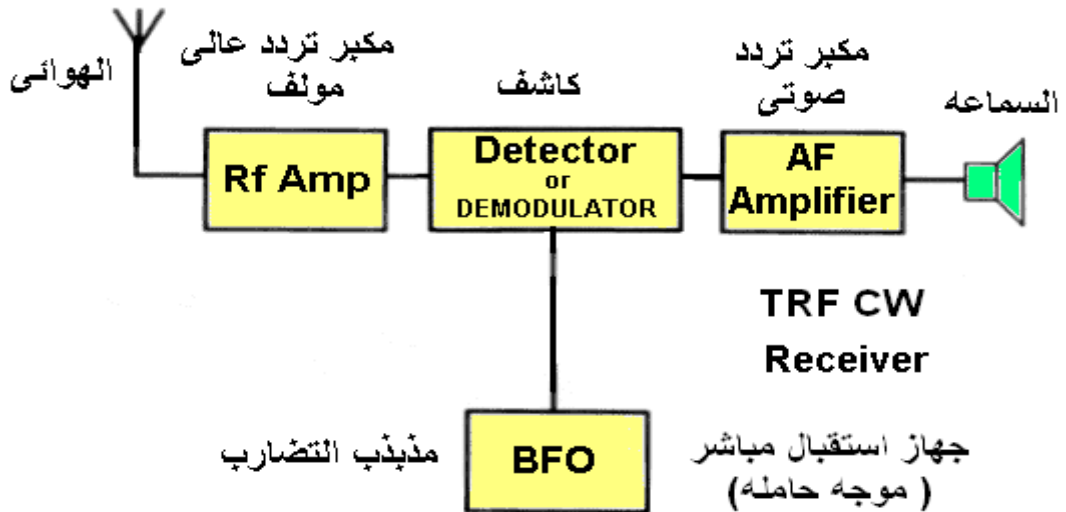 الهوائى
مكبر تردد عالى
مولف
كاشف
مكبر تردد
صوتى
السماعه
Rf Amp
Detector
or
DEMODULATOR
AF
Amplifier
TRF CW
Receiver
مذبذب التضارب
BFO
جهاز استقبال مباشر
( موجه حامله)